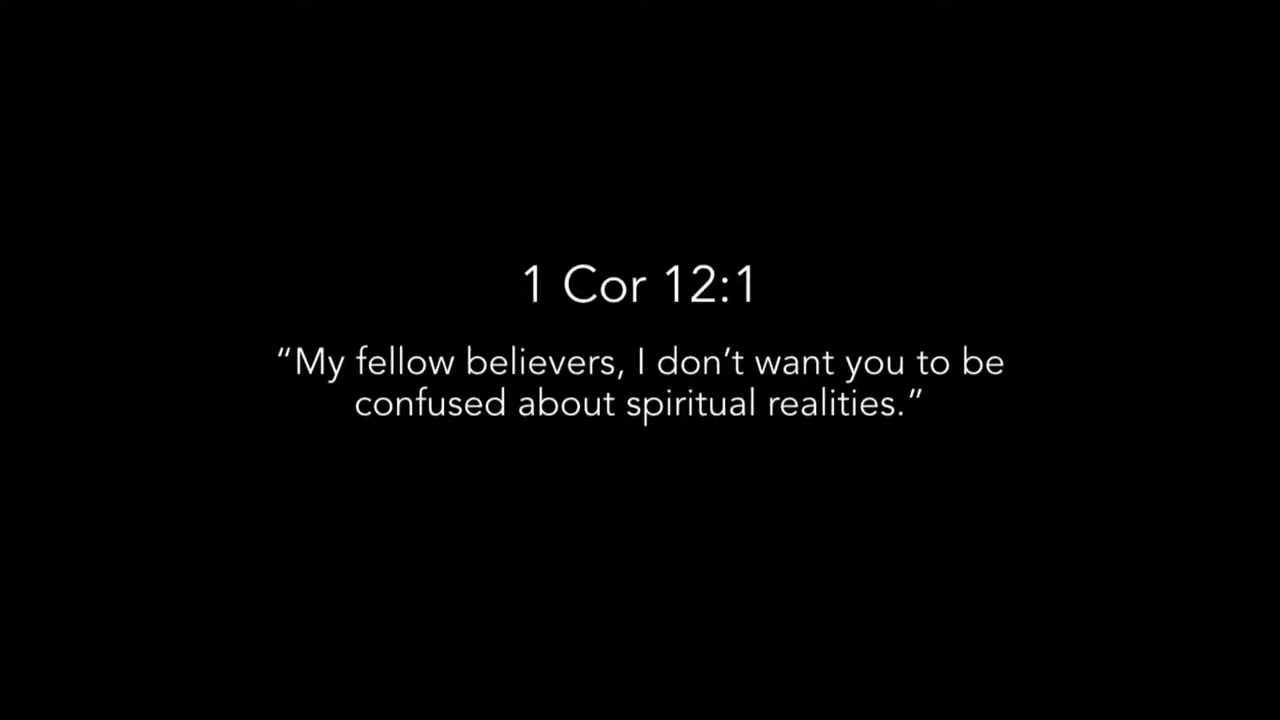 1 Cor 12:1
“My fellow believers, I don’t want you to be
confused about spiritual realities.”